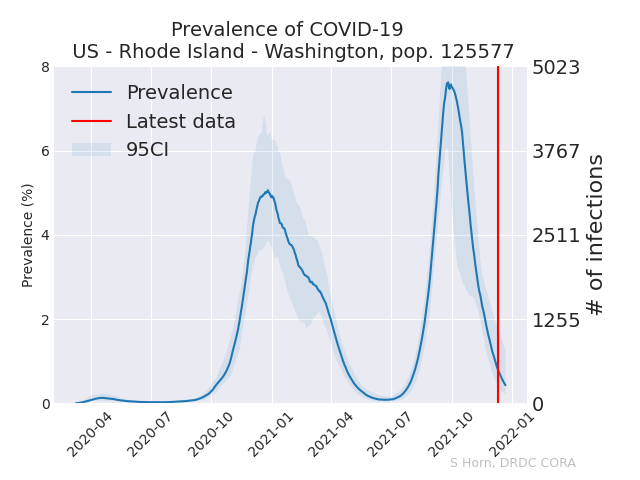 Prevalence of COVID-19
US - Rhode Island - Washington, pop. 125577
Prevalence
Latest data
95CI
8
6
4
2
0
Prevalence (%)
5023
3767
2511
1255
0
# of infections
2020-04
2020-07
2020-10
2021-01
2021-04
2021-07
2021-10
2022-01
S Horn, DRDC CORA